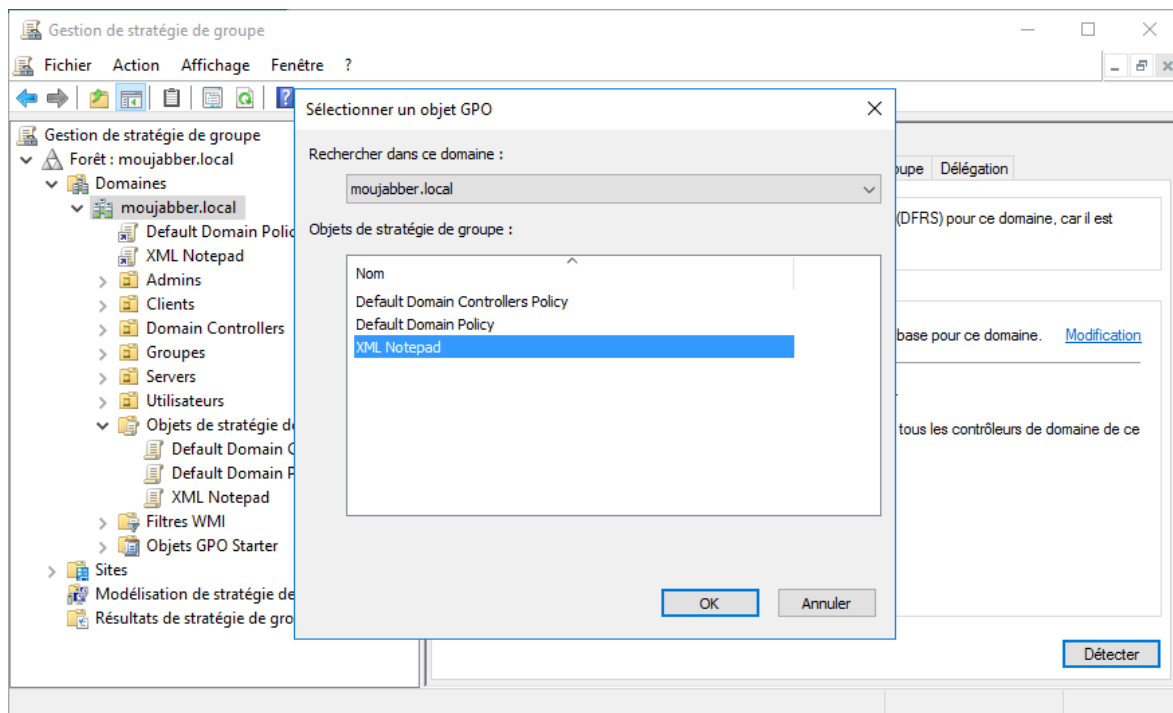 Gestion de stratégie de groupe
Fichier Action Affichage Fenêtre ?
Gestion de stratégie de groupe
Forêt : moujabber.local
Domaines
moujabber.local
Default Domain Polic
XML Notepad
Admins
Clients
Domain Controllers
Groupes
Servers
Utilisateurs
Objets de stratégie de
Default Domain C
Default Domain P
XML Notepad
Filtres WMI
Objets GPO Starter
Sites
Modélisation de stratégie de
Résultats de stratégie de gro
Sélectionner un objet GPO
Rechercher dans ce domaine :
moujabber.local
Objets de stratégie de groupe :
Nom
Default Domain Controllers Policy
Default Domain Policy
XML Notepad
OK Annuler
oupe Délégation
(DFRS) pour ce domaine, car il est
base pour ce domaine. Modification
tous les contrôleurs de domaine de ce
Détecter